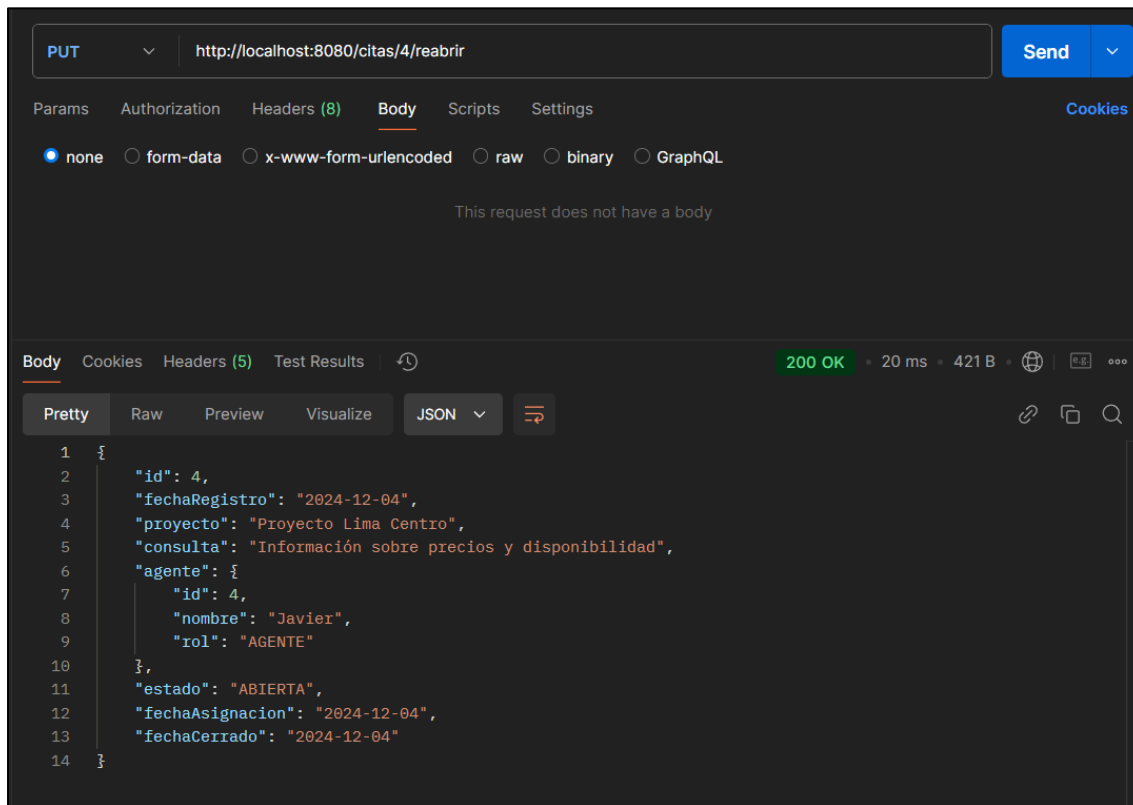 PUT http://localhost:8080/citas/4/reabrir Send
Params Authorization Headers (8) Body Scripts Settings Cookies
none form-data x-www-form-urlencoded raw binary GraphQL
This request does not have a body
Body Cookies Headers (5) Test Results 200 OK • 20 ms • 421 B • e.g.
Pretty Raw Preview Visualize JSON
1 {
2 "id": 4,
3 "fechaRegistro": "2024-12-04",
4 "proyecto": "Proyecto Lima Centro",
5 "consulta": "Información sobre precios y disponibilidad",
6 "agente": {
7 "id": 4,
8 "nombre": "Javier",
9 "rol": "AGENTE"
10 },
11 "estado": "ABIERTA",
12 "fechaAsignacion": "2024-12-04",
13 "fechaCerrado": "2024-12-04"
14 }